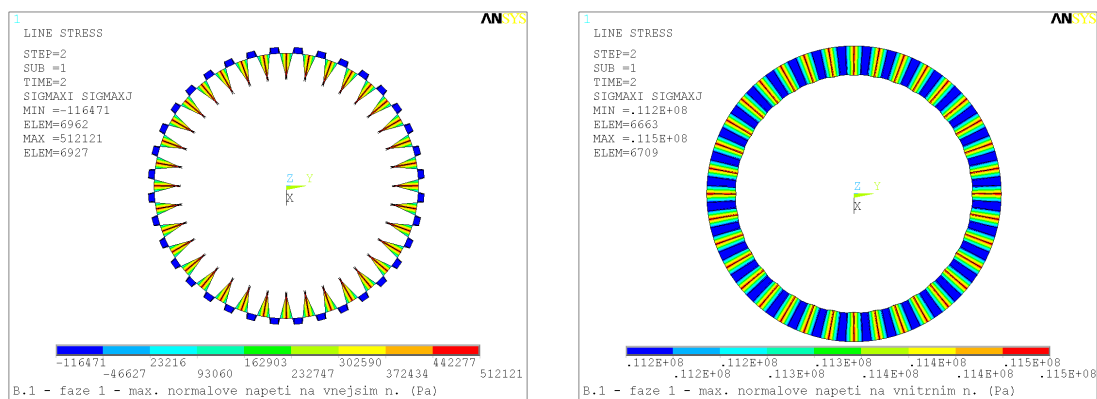 1
ANSYS
LINE STRESS
STEP=2
SUB =1
TIME=2
SIGMAXI SIGMAXJ
MIN =-116471
ELEM=6962
MAX =512121
ELEM=6927
Z Y
X
-116471 23216 162903 302590 442277
-46627 93060 232747 372434 512121
B.1 - faze 1 - max. normalove napeti na vnejsim n. (Pa)
1
ANSYS
LINE STRESS
STEP=2
SUB =1
TIME=2
SIGMAXI SIGMAXJ
MIN =.112E+08
ELEM=6663
MAX =.115E+08
ELEM=6709
Z Y
X
.112E+08 .112E+08 .113E+08 .114E+08 .115E+08
.112E+08 .113E+08 .114E+08 .114E+08 .115E+08
B.1 - faze 1 - max. normalove napeti na vnitrnim n. (Pa)